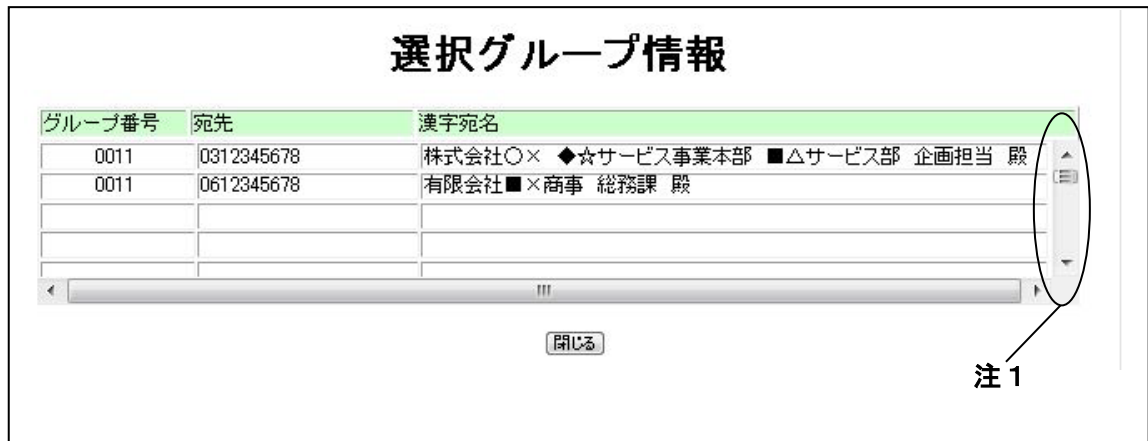 選択グループ情報
グループ番号 宛先 漢字宛名
0011 0312345678 株式会社○× ◆☆サービス事業本部 ■△サービス部 企画担当 殿
0011 0612345678 有限会社■×商事 総務課 殿
閉じる
注1